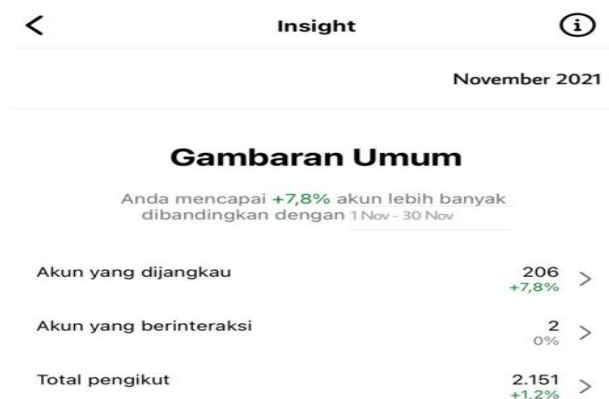 Insight
November 2021
Gambaran Umum
Anda mencapai +7,8% akun lebih banyak
dibandingkan dengan 1 Nov - 30 Nov
Akun yang dijangkau 206
+7,8%
Akun yang berinteraksi 2
0%
Total pengikut 2.151
+1.2%